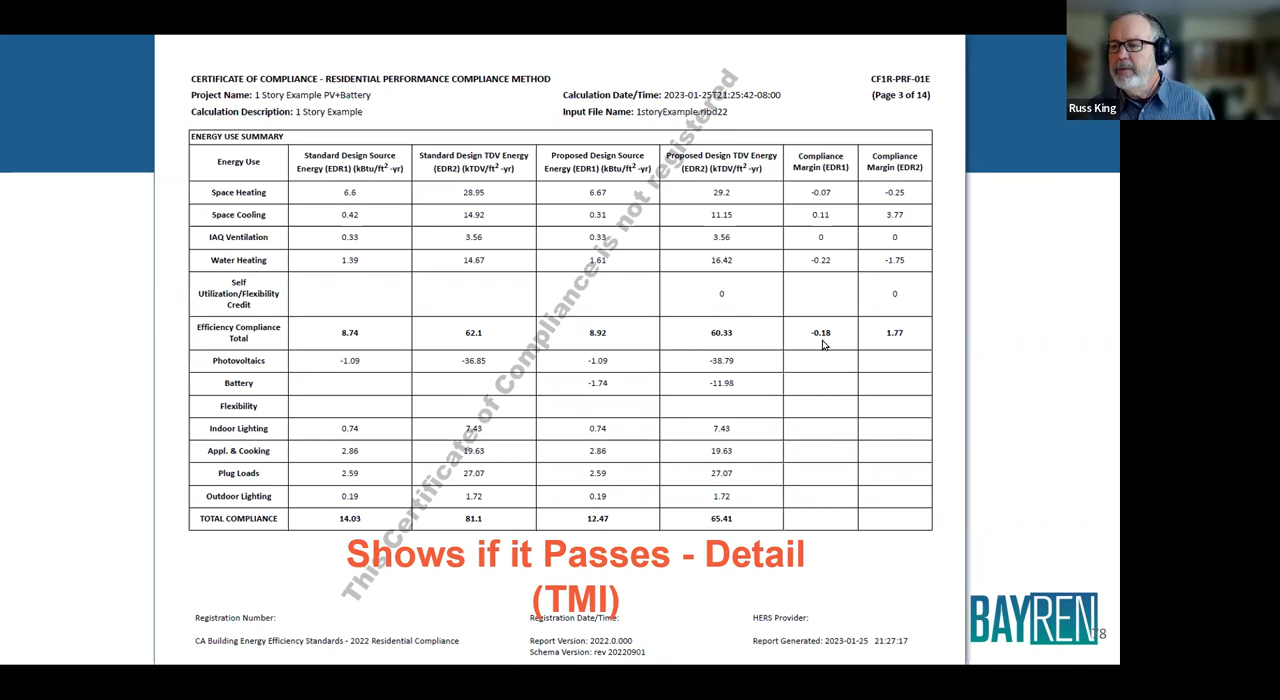 CERTIFICATE OF COMPLIANCE - RESIDENTIAL PERFORMANCE COMPLIANCE METHOD CF1R-PRF-01E
Project Name: 1 Story Example PV+Battery Calculation Date/Time: 2023-01-25T21:25:42-08:00 (Page 3 of 14)
Calculation Description: 1 Story Example Input File Name: 1storyExample.ribd22
ENERGY USE SUMMARY
Energy Use Standard Design Source Energy (EDR1) (kBtu/ft² -yr) Standard Design TDV Energy (EDR2) (kTDV/ft² -yr) Proposed Design Source Energy (EDR1) (kBtu/ft² -yr) Proposed Design TDV Energy (EDR2) (kTDV/ft² -yr) Compliance Margin (EDR1) Compliance Margin (EDR2)
Space Heating 6.6 28.95 6.67 29.2 -0.07 -0.25
Space Cooling 0.42 14.92 0.31 11.15 0.11 3.77
IAQ Ventilation 0.33 3.56 0.33 3.56 0 0
Water Heating 1.39 14.67 1.61 16.42 -0.22 -1.75
Self Utilization/Flexibility Credit 0 0
Efficiency Compliance Total 8.74 62.1 8.92 60.33 -0.18 1.77
Photovoltaics -1.09 -36.85 -1.09 -38.79
Battery -1.74 -11.98
Flexibility
Indoor Lighting 0.74 7.43 0.74 7.43
Appl. & Cooking 2.86 19.63 2.86 19.63
Plug Loads 2.59 27.07 2.59 27.07
Outdoor Lighting 0.19 1.72 0.19 1.72
TOTAL COMPLIANCE 14.03 81.1 12.47 65.41
This Certificate of Compliance is not registered
Shows if it Passes - Detail
(TMI)
Registration Number: Registration Date/Time: HERS Provider:
CA Building Energy Efficiency Standards - 2022 Residential Compliance Report Version: 2022.0.000 Report Generated: 2023-01-25 21:27:17
Schema Version: rev 20220901
BAYREN
78
Russ King